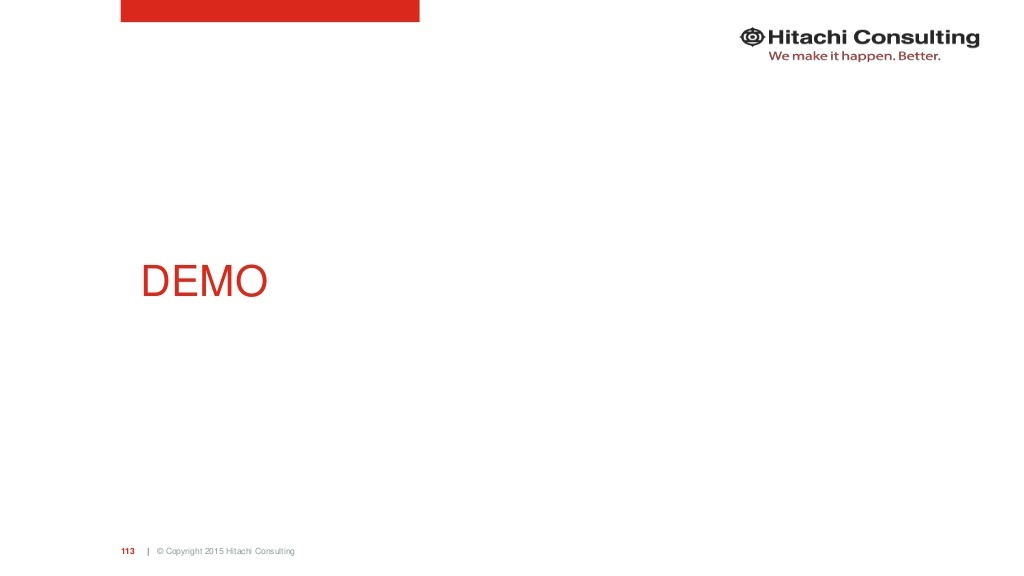 Hitachi Consulting
We make it happen. Better.
DEMO
113 | © Copyright 2015 Hitachi Consulting